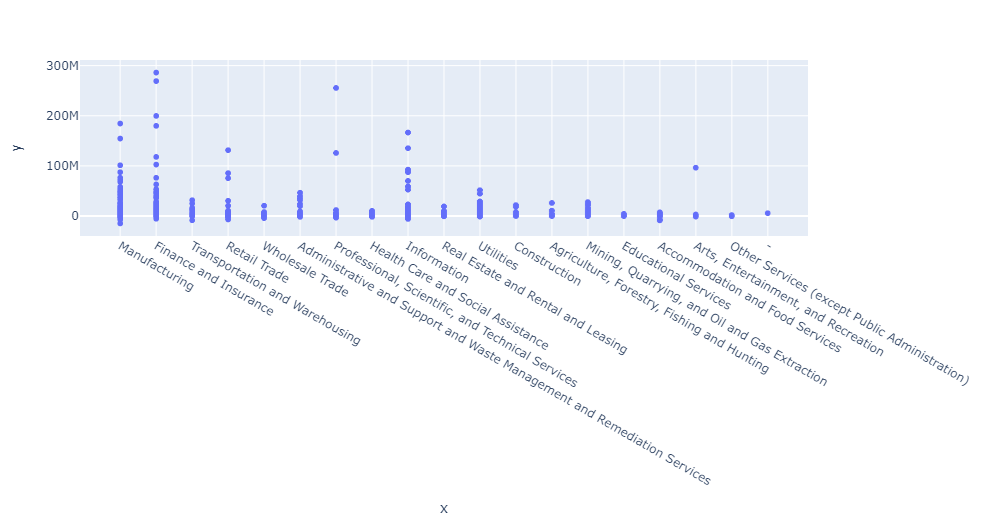 300M
200M
100M
0
y
Manufacturing
Finance and Insurance
Transportation and Warehousing
Retail Trade
Wholesale Trade
Administrative and Support and Waste Management and Remediation Services
Professional, Scientific, and Technical Services
Health Care and Social Assistance
Information
Real Estate and Rental and Leasing
Utilities
Construction
Agriculture, Forestry, Fishing and Hunting
Mining, Quarrying, and Oil and Gas Extraction
Educational Services
Accommodation and Food Services
Arts, Entertainment, and Recreation
Other Services (except Public Administration)
-
x